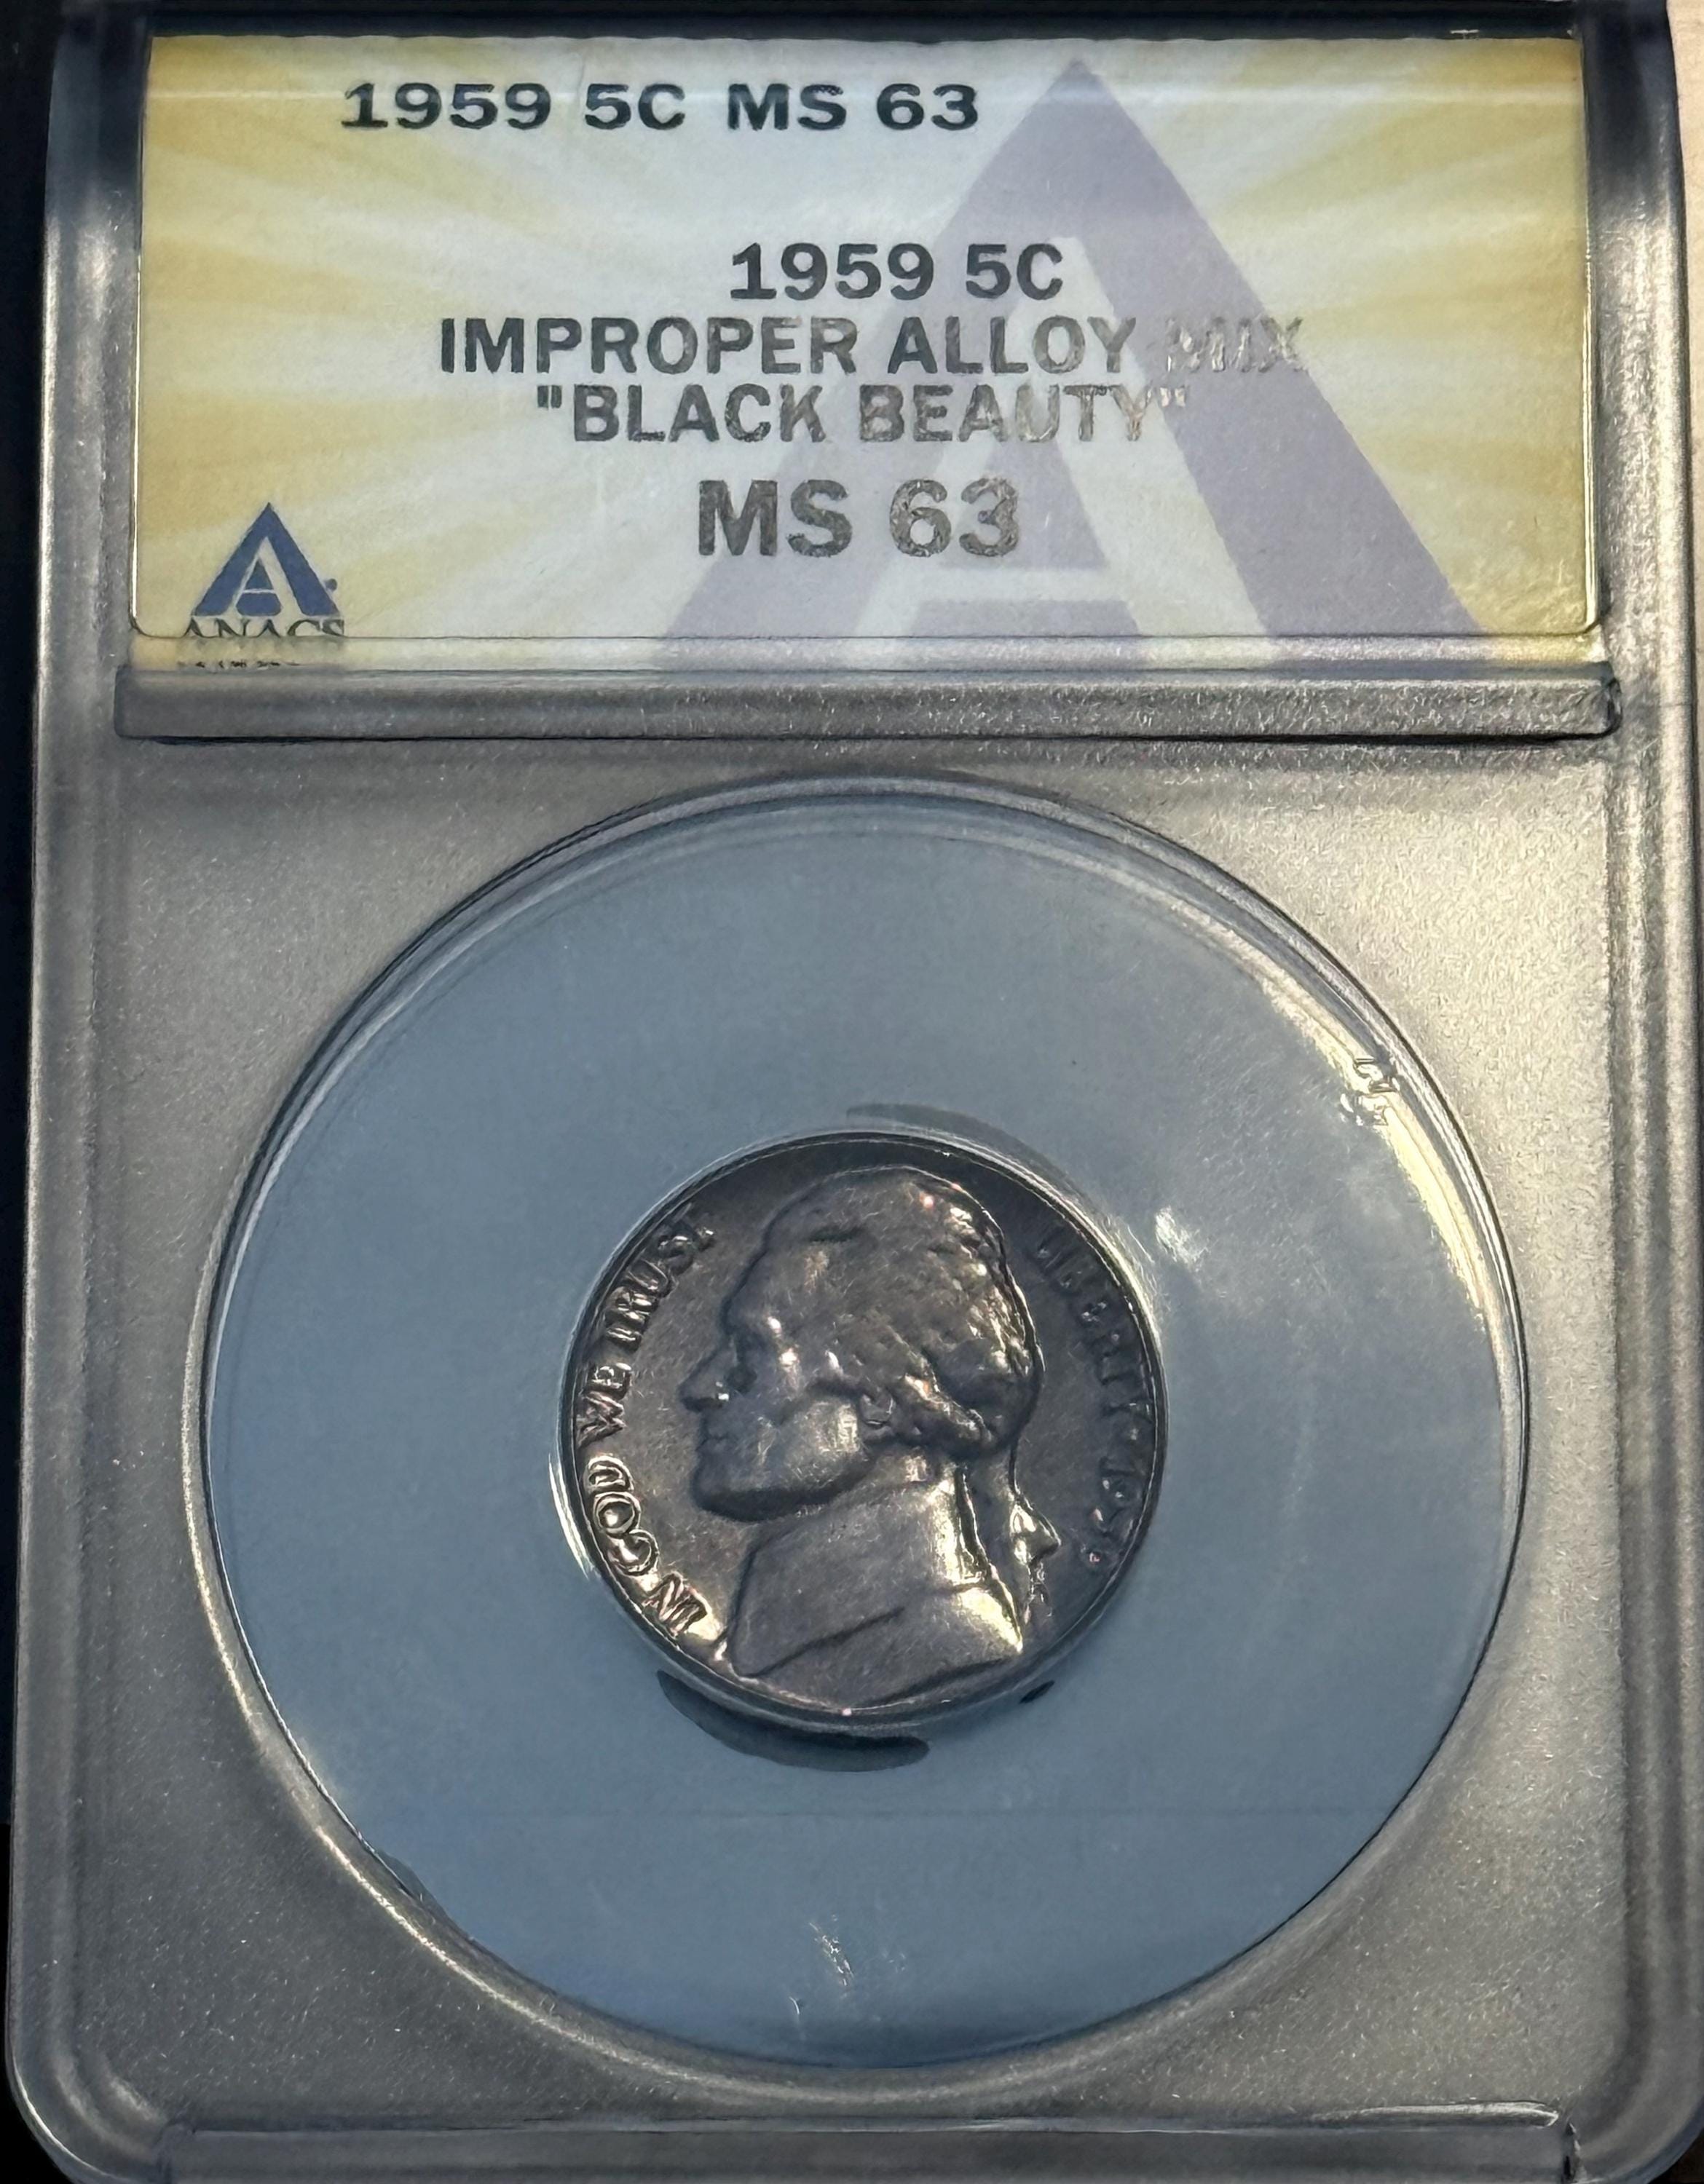 1959 5C MS 63
1959 5C
IMPROPER ALLOY MIX
"BLACK BEAUTY"
MS 63
ANACS
IN GOD WE TRUST
LIBERTY